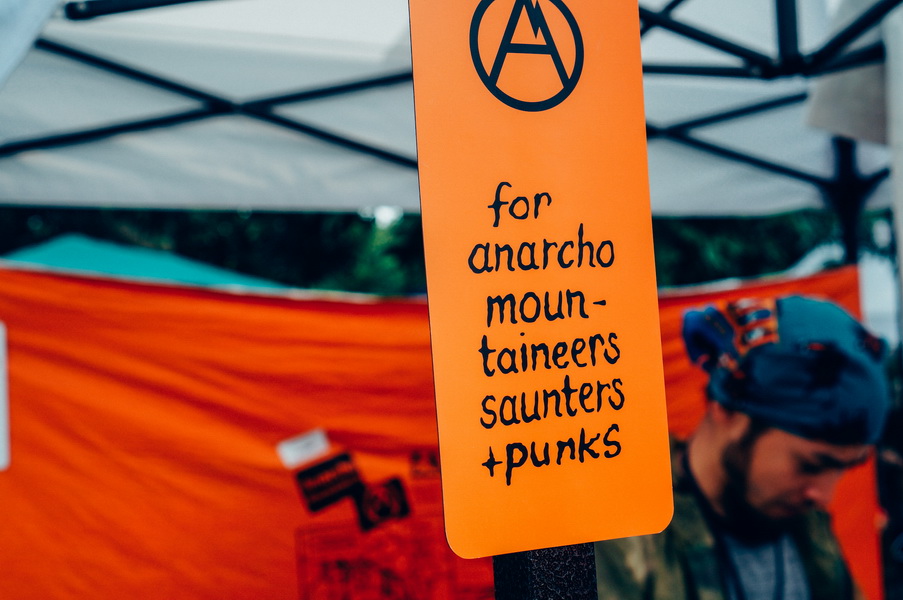 for
anarcho
moun-
taineers
saunters
+punks